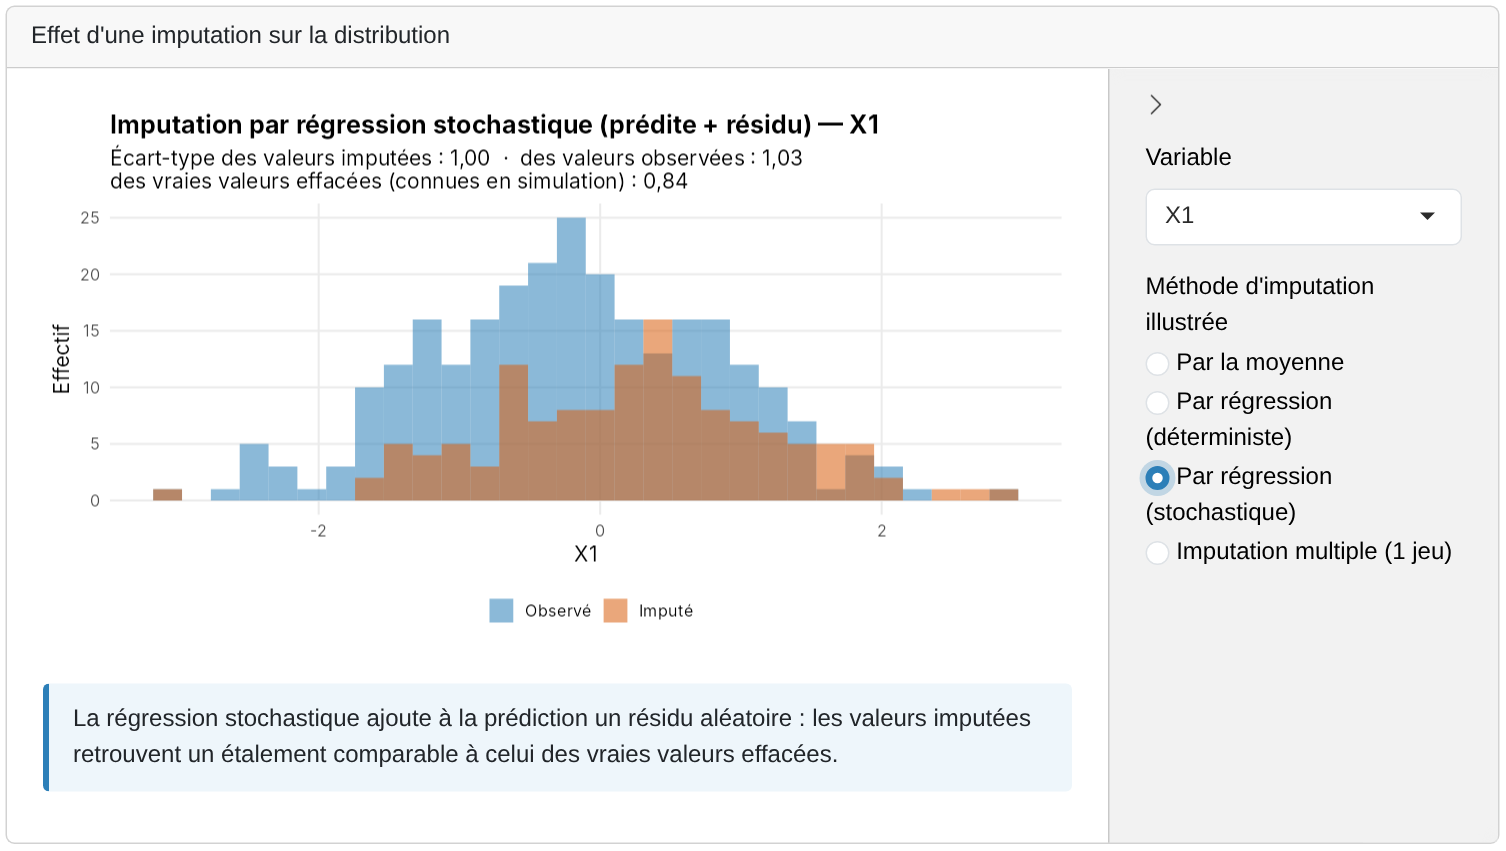 Effet d'une imputation sur la distribution
Imputation par régression stochastique (prédite + résidu) — X1
Écart-type des valeurs imputées : 1,00  ·  des valeurs observées : 1,03
des vraies valeurs effacées (connues en simulation) : 0,84
25
20
15
10
5
0
Effectif
-2
0
2
X1
Observé
Imputé
La régression stochastique ajoute à la prédiction un résidu aléatoire : les valeurs imputées
retrouvent un étalement comparable à celui des vraies valeurs effacées.
Variable
X1
Méthode d'imputation
illustrée
Par la moyenne
Par régression
(déterministe)
Par régression
(stochastique)
Imputation multiple (1 jeu)